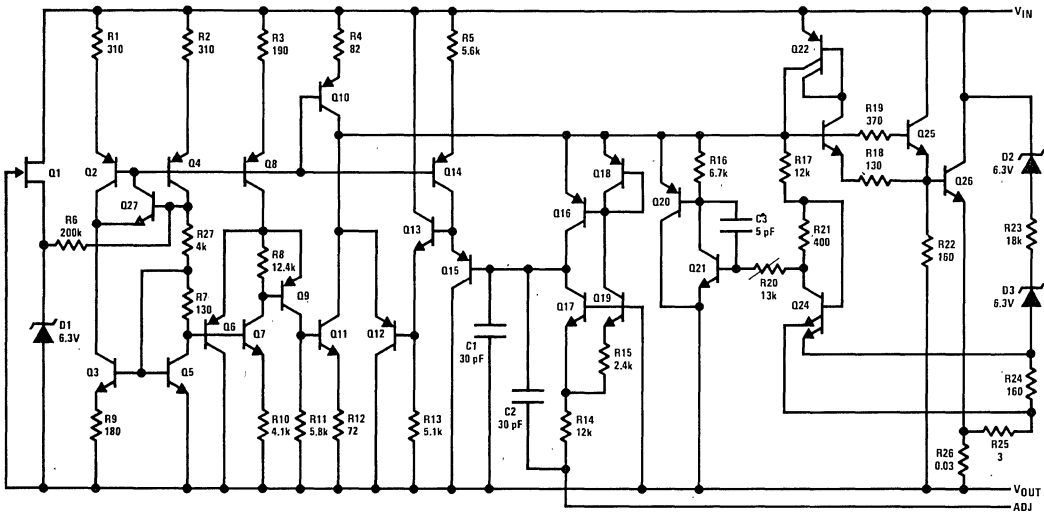 R1
310
R2
310
R3
190
R4
82
R5
5.6k
VIN
Q22
Q10
R19
370
Q25
R18
130
Q26
D2
6.3V
Q1
Q2
Q4
Q8
Q14
Q18
R16
6.7k
R17
12k
Q27
Q16
Q20
C3
5 pF
R6
200k
R27
4k
Q13
R21
400
R22
160
R23
18k
R8
12.4k
Q15
Q21
R20
13k
R7
130
Q9
Q17
Q19
Q24
D3
6.3V
D1
6.3V
Q6
Q7
Q11
Q12
C1
30 pF
R15
2.4k
Q3
Q5
R24
160
C2
30 pF
R14
12k
R9
180
R10
4.1k
R11
5.8k
R12
72
R13
5.1k
R25
3
R26
0.03
VOUT
ADJ